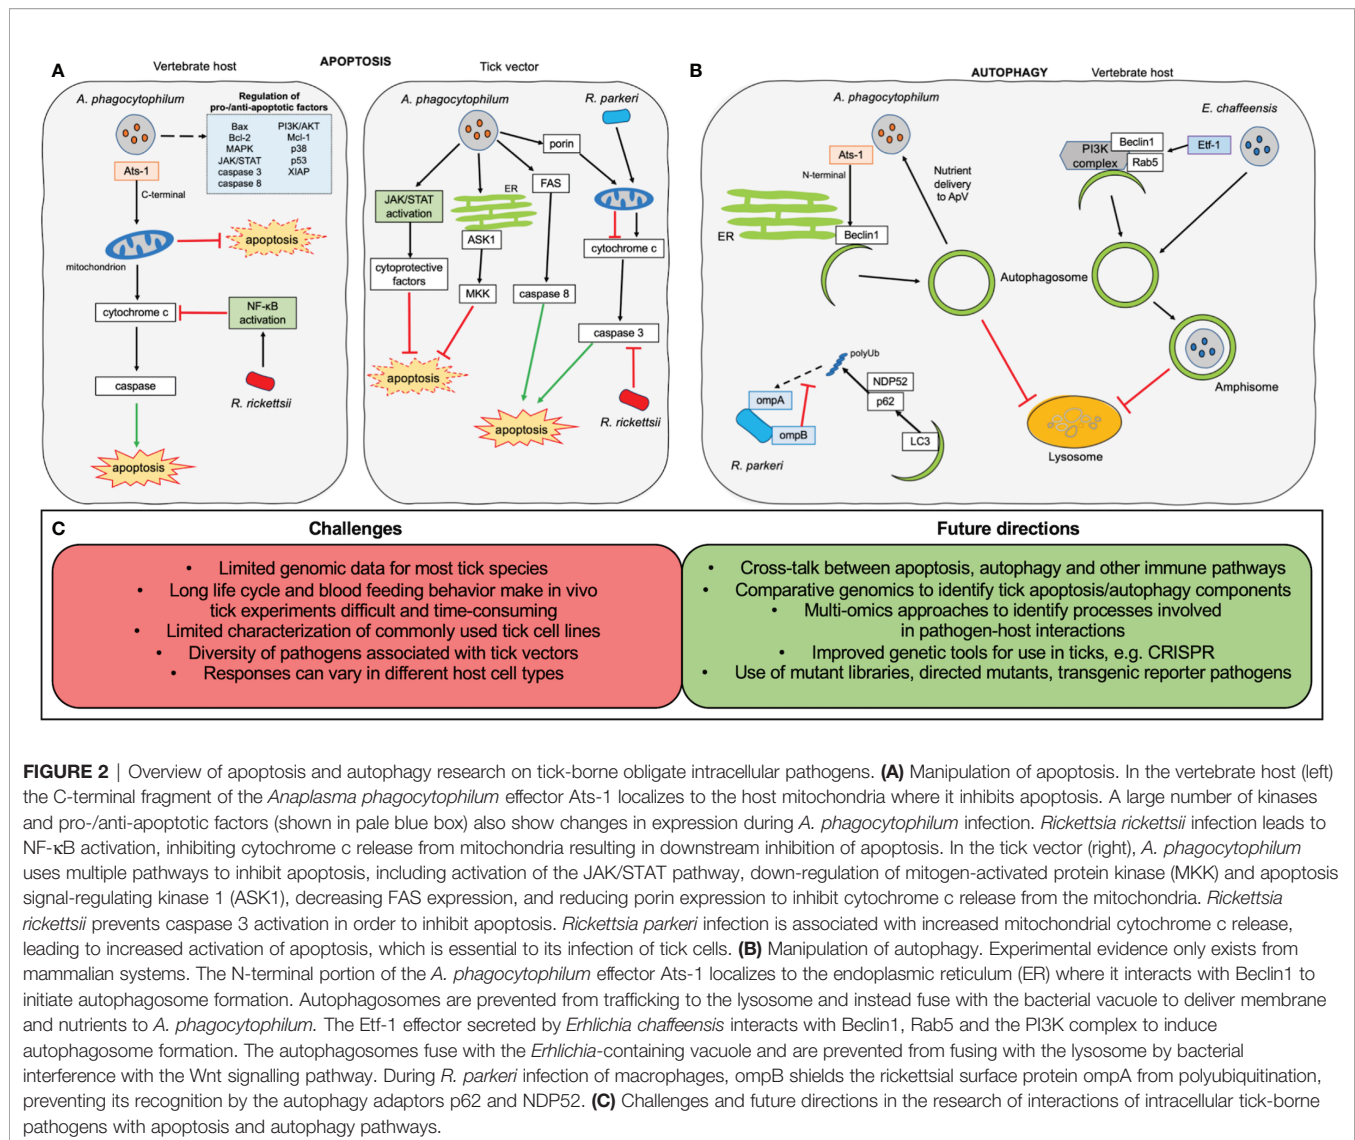 A
Vertebrate host
APOPTOSIS
Tick vector
A. phagocytophilum
Regulation of
pro-/anti-apoptotic factors
Bax
Bcl-2
MAPK
JAK/STAT
caspase 3
caspase 8
PI3K/AKT
Mcl-1
p38
p53
XIAP
Ats-1
C-terminal
mitochondrion
apoptosis
cytochrome c
NF-κB
activation
caspase
R. rickettsii
apoptosis
A. phagocytophilum
R. parkeri
porin
FAS
JAK/STAT
activation
ER
ASK1
cytochrome c
cytoprotective
factors
MKK
caspase 8
caspase 3
apoptosis
apoptosis
R. rickettsii
B
AUTOPHAGY
Vertebrate host
A. phagocytophilum
E. chaffeensis
Ats-1
N-terminal
Nutrient
delivery
to ApV
PI3K
complex
Beclin1
Rab5
Etf-1
ER
Beclin1
Autophagosome
polyUb
NDP52
p62
LC3
ompA
ompB
R. parkeri
Amphisome
Lysosome
C
Challenges
• Limited genomic data for most tick species
• Long life cycle and blood feeding behavior make in vivo
tick experiments difficult and time-consuming
• Limited characterization of commonly used tick cell lines
• Diversity of pathogens associated with tick vectors
• Responses can vary in different host cell types
Future directions
• Cross-talk between apoptosis, autophagy and other immune pathways
• Comparative genomics to identify tick apoptosis/autophagy components
• Multi-omics approaches to identify processes involved
in pathogen-host interactions
• Improved genetic tools for use in ticks, e.g. CRISPR
• Use of mutant libraries, directed mutants, transgenic reporter pathogens
FIGURE 2 | Overview of apoptosis and autophagy research on tick-borne obligate intracellular pathogens. (A) Manipulation of apoptosis. In the vertebrate host (left)
the C-terminal fragment of the Anaplasma phagocytophilum effector Ats-1 localizes to the host mitochondria where it inhibits apoptosis. A large number of kinases
and pro-/anti-apoptotic factors (shown in pale blue box) also show changes in expression during A. phagocytophilum infection. Rickettsia rickettsii infection leads to
NF-κB activation, inhibiting cytochrome c release from mitochondria resulting in downstream inhibition of apoptosis. In the tick vector (right), A. phagocytophilum
uses multiple pathways to inhibit apoptosis, including activation of the JAK/STAT pathway, down-regulation of mitogen-activated protein kinase (MKK) and apoptosis
signal-regulating kinase 1 (ASK1), decreasing FAS expression, and reducing porin expression to inhibit cytochrome c release from the mitochondria. Rickettsia
rickettsii prevents caspase 3 activation in order to inhibit apoptosis. Rickettsia parkeri infection is associated with increased mitochondrial cytochrome c release,
leading to increased activation of apoptosis, which is essential to its infection of tick cells. (B) Manipulation of autophagy. Experimental evidence only exists from
mammalian systems. The N-terminal portion of the A. phagocytophilum effector Ats-1 localizes to the endoplasmic reticulum (ER) where it interacts with Beclin1 to
initiate autophagosome formation. Autophagosomes are prevented from trafficking to the lysosome and instead fuse with the bacterial vacuole to deliver membrane
and nutrients to A. phagocytophilum. The Etf-1 effector secreted by Erhlichia chaffeensis interacts with Beclin1, Rab5 and the PI3K complex to induce
autophagosome formation. The autophagosomes fuse with the Erhlichia-containing vacuole and are prevented from fusing with the lysosome by bacterial
interference with the Wnt signalling pathway. During R. parkeri infection of macrophages, ompB shields the rickettsial surface protein ompA from polyubiquitination,
preventing its recognition by the autophagy adaptors p62 and NDP52. (C) Challenges and future directions in the research of interactions of intracellular tick-borne
pathogens with apoptosis and autophagy pathways.